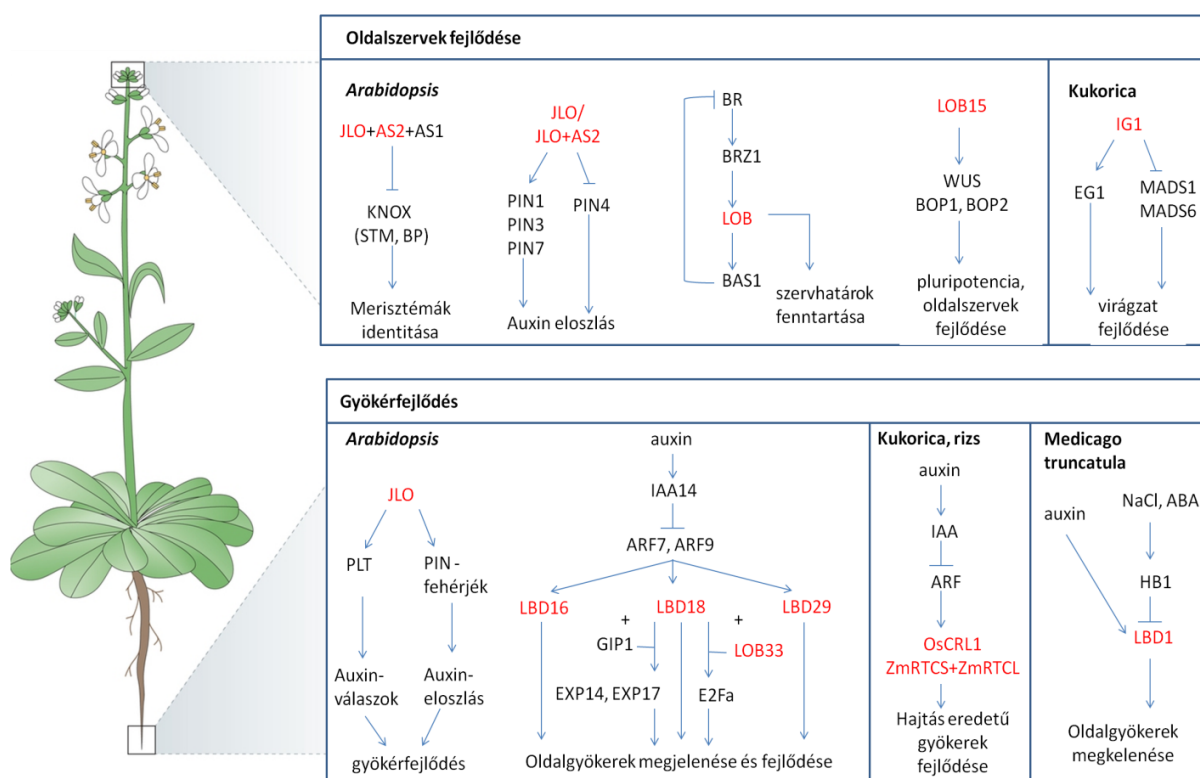 Oldalszervek fejlődése
Arabidopsis
JLO+AS2+AS1
KNOX
(STM, BP)
Merisztémák
identitása
JLO/
JLO+AS2
PIN1
PIN3
PIN7
PIN4
Auxin eloszlás
BR
BRZ1
LOB
BAS1
szervhatárok
fenntartása
LOB15
WUS
BOP1, BOP2
pluripotencia,
oldalszervek
fejlődése
Kukorica
IG1
EG1
MADS1
MADS6
virágzat
fejlődése
Gyökérfejlődés
Arabidopsis
JLO
PLT
PIN -
fehérjék
Auxin-
válaszok
Auxin-
eloszlás
gyökérfejlődés
auxin
IAA14
ARF7, ARF9
LBD16
LBD18
LBD29
+
+
GIP1
LOB33
EXP14, EXP17
E2Fa
Oldalgyökerek megjelenése és fejlődése
Kukorica, rizs
auxin
IAA
ARF
OsCRL1
ZmRTCS+ZmRTCL
Hajtás eredetű
gyökerek
fejlődése
Medicago
truncatula
auxin
NaCl, ABA
HB1
LBD1
Oldalgyökerek
megkelenése